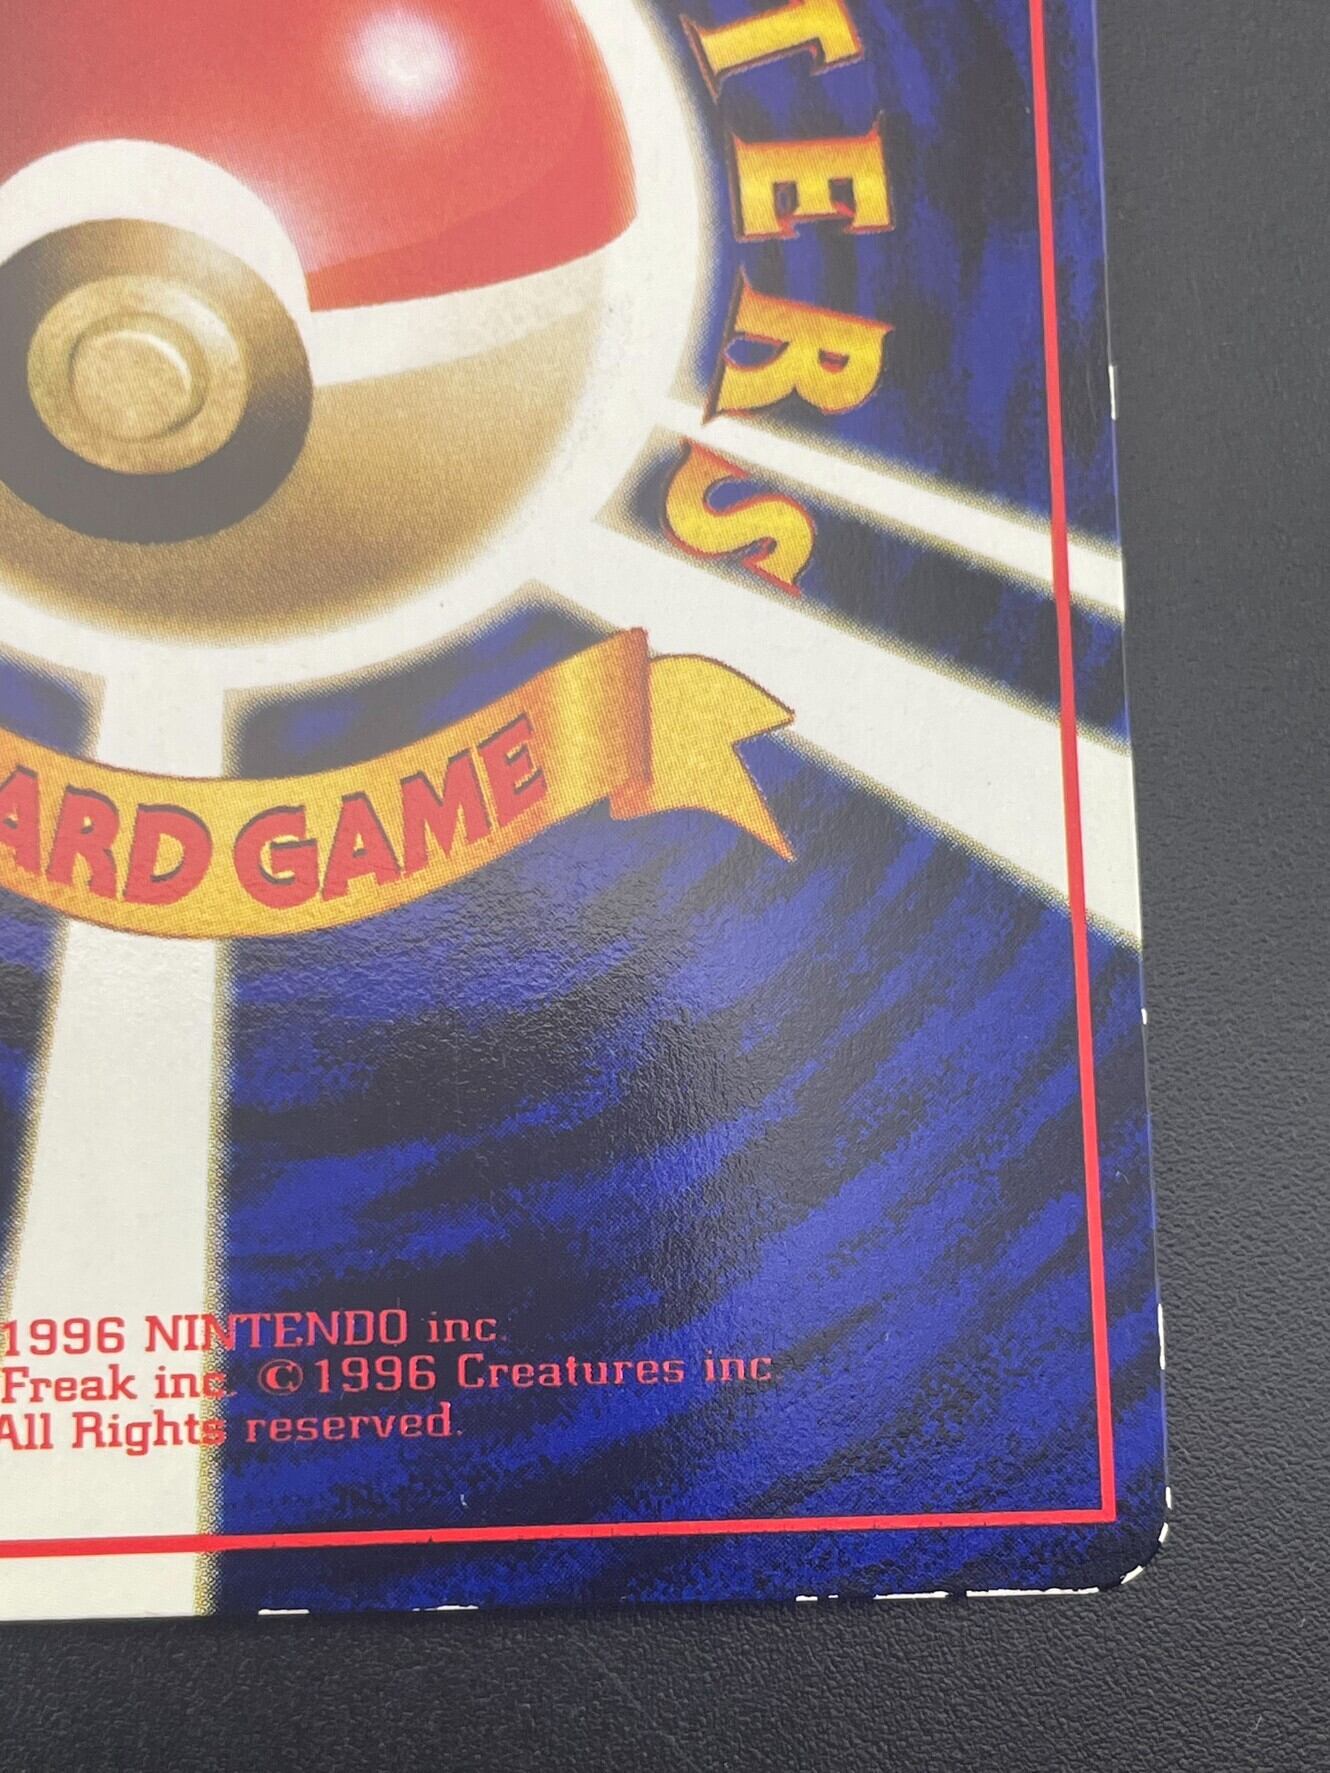 TERS
ARD GAME
1996 NINTENDO inc.
Freak inc. ©1996 Creatures inc.
All Rights reserved.